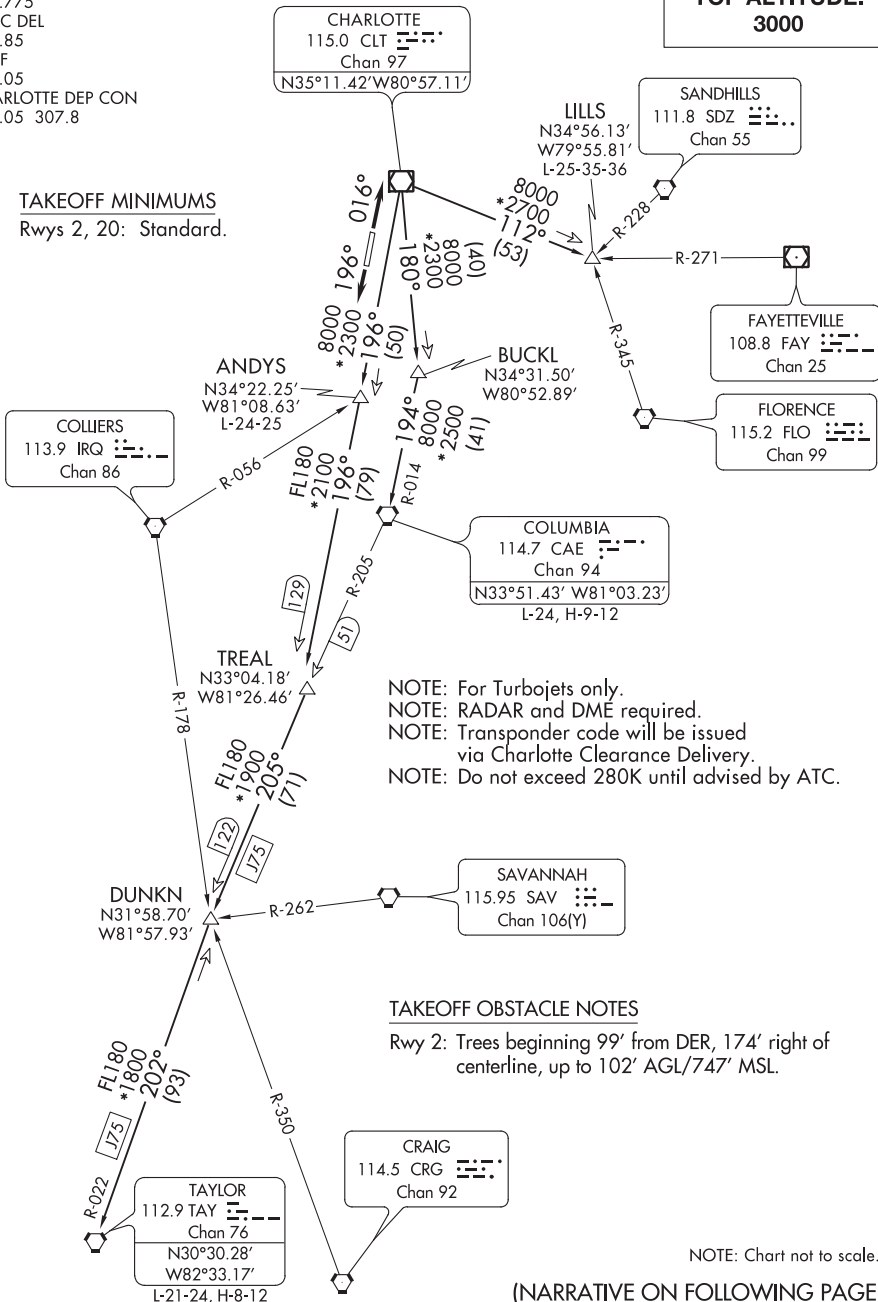 .775
C DEL
.85
F
.05
ARLOTTE DEP CON
.05 307.8
TOP ALTITUDE:
3000
CHARLOTTE
115.0 CLT
Chan 97
N35°11.42' W80°57.11'
LILLS
N34°56.13'
W79°55.81'
L-25-35-36
SANDHILLS
111.8 SDZ
Chan 55
TAKEOFF MINIMUMS
Rwys 2, 20: Standard.
016°
196°
8000
*2700
112°
(53)
R-228
R-271
R-345
FAYETTEVILLE
108.8 FAY
Chan 25
FLORENCE
115.2 FLO
Chan 99
(40)
8000
*2300
180°
8000
*2300
196°
(50)
ANDYS
N34°22.25'
W81°08.63'
L-24-25
BUCKL
N34°31.50'
W80°52.89'
COLLIERS
113.9 IRQ
Chan 86
R-056
194°
8000
*2500
(41)
R-014
FL180
*2100
196°
(79)
COLUMBIA
114.7 CAE
Chan 94
N33°51.43' W81°03.23'
L-24, H-9-12
R-205
129
51
TREAL
N33°04.18'
W81°26.46'
R-178
NOTE: For Turbojets only.
NOTE: RADAR and DME required.
NOTE: Transponder code will be issued
via Charlotte Clearance Delivery.
NOTE: Do not exceed 280K until advised by ATC.
FL180
*1900
205°
(71)
122
J75
DUNKN
N31°58.70'
W81°57.93'
R-262
SAVANNAH
115.95 SAV
Chan 106(Y)
TAKEOFF OBSTACLE NOTES
Rwy 2: Trees beginning 99' from DER, 174' right of
centerline, up to 102' AGL/747' MSL.
FL180
*1800
202°
(93)
J75
R-022
R-350
TAYLOR
112.9 TAY
Chan 76
N30°30.28'
W82°33.17'
L-21-24, H-8-12
CRAIG
114.5 CRG
Chan 92
NOTE: Chart not to scale.
(NARRATIVE ON FOLLOWING PAGE